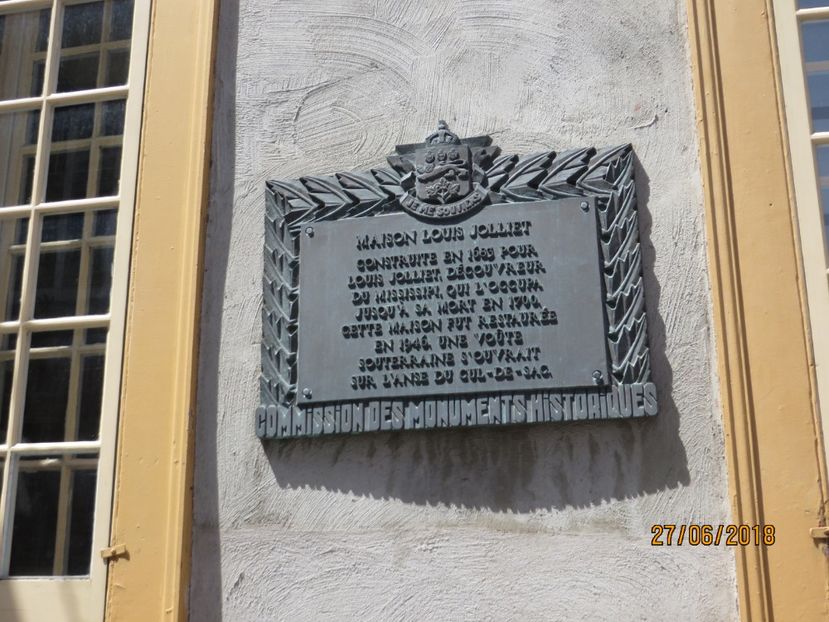 JE ME SOUVIENS
MAISON LOUIS JOLLIET
CONSTRUITE EN 1683 POUR
LOUIS JOLLIET, DÉCOUVREUR
DU MISSISSIPI, QUI L'OCCUPA
JUSQU'À SA MORT EN 1700.
CETTE MAISON FUT RESTAURÉE
EN 1946. UNE VOÛTE
SOUTERRAINE S'OUVRAIT
SUR L'ANSE DU CUL-DE-SAC.
COMMISSION DES MONUMENTS HISTORIQUES
27/06/2018